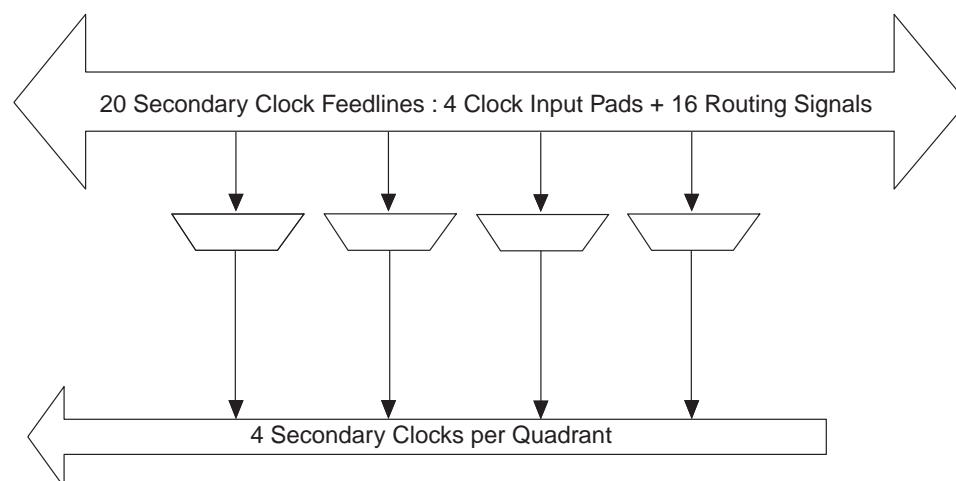 20 Secondary Clock Feedlines : 4 Clock Input Pads + 16 Routing Signals
4 Secondary Clocks per Quadrant